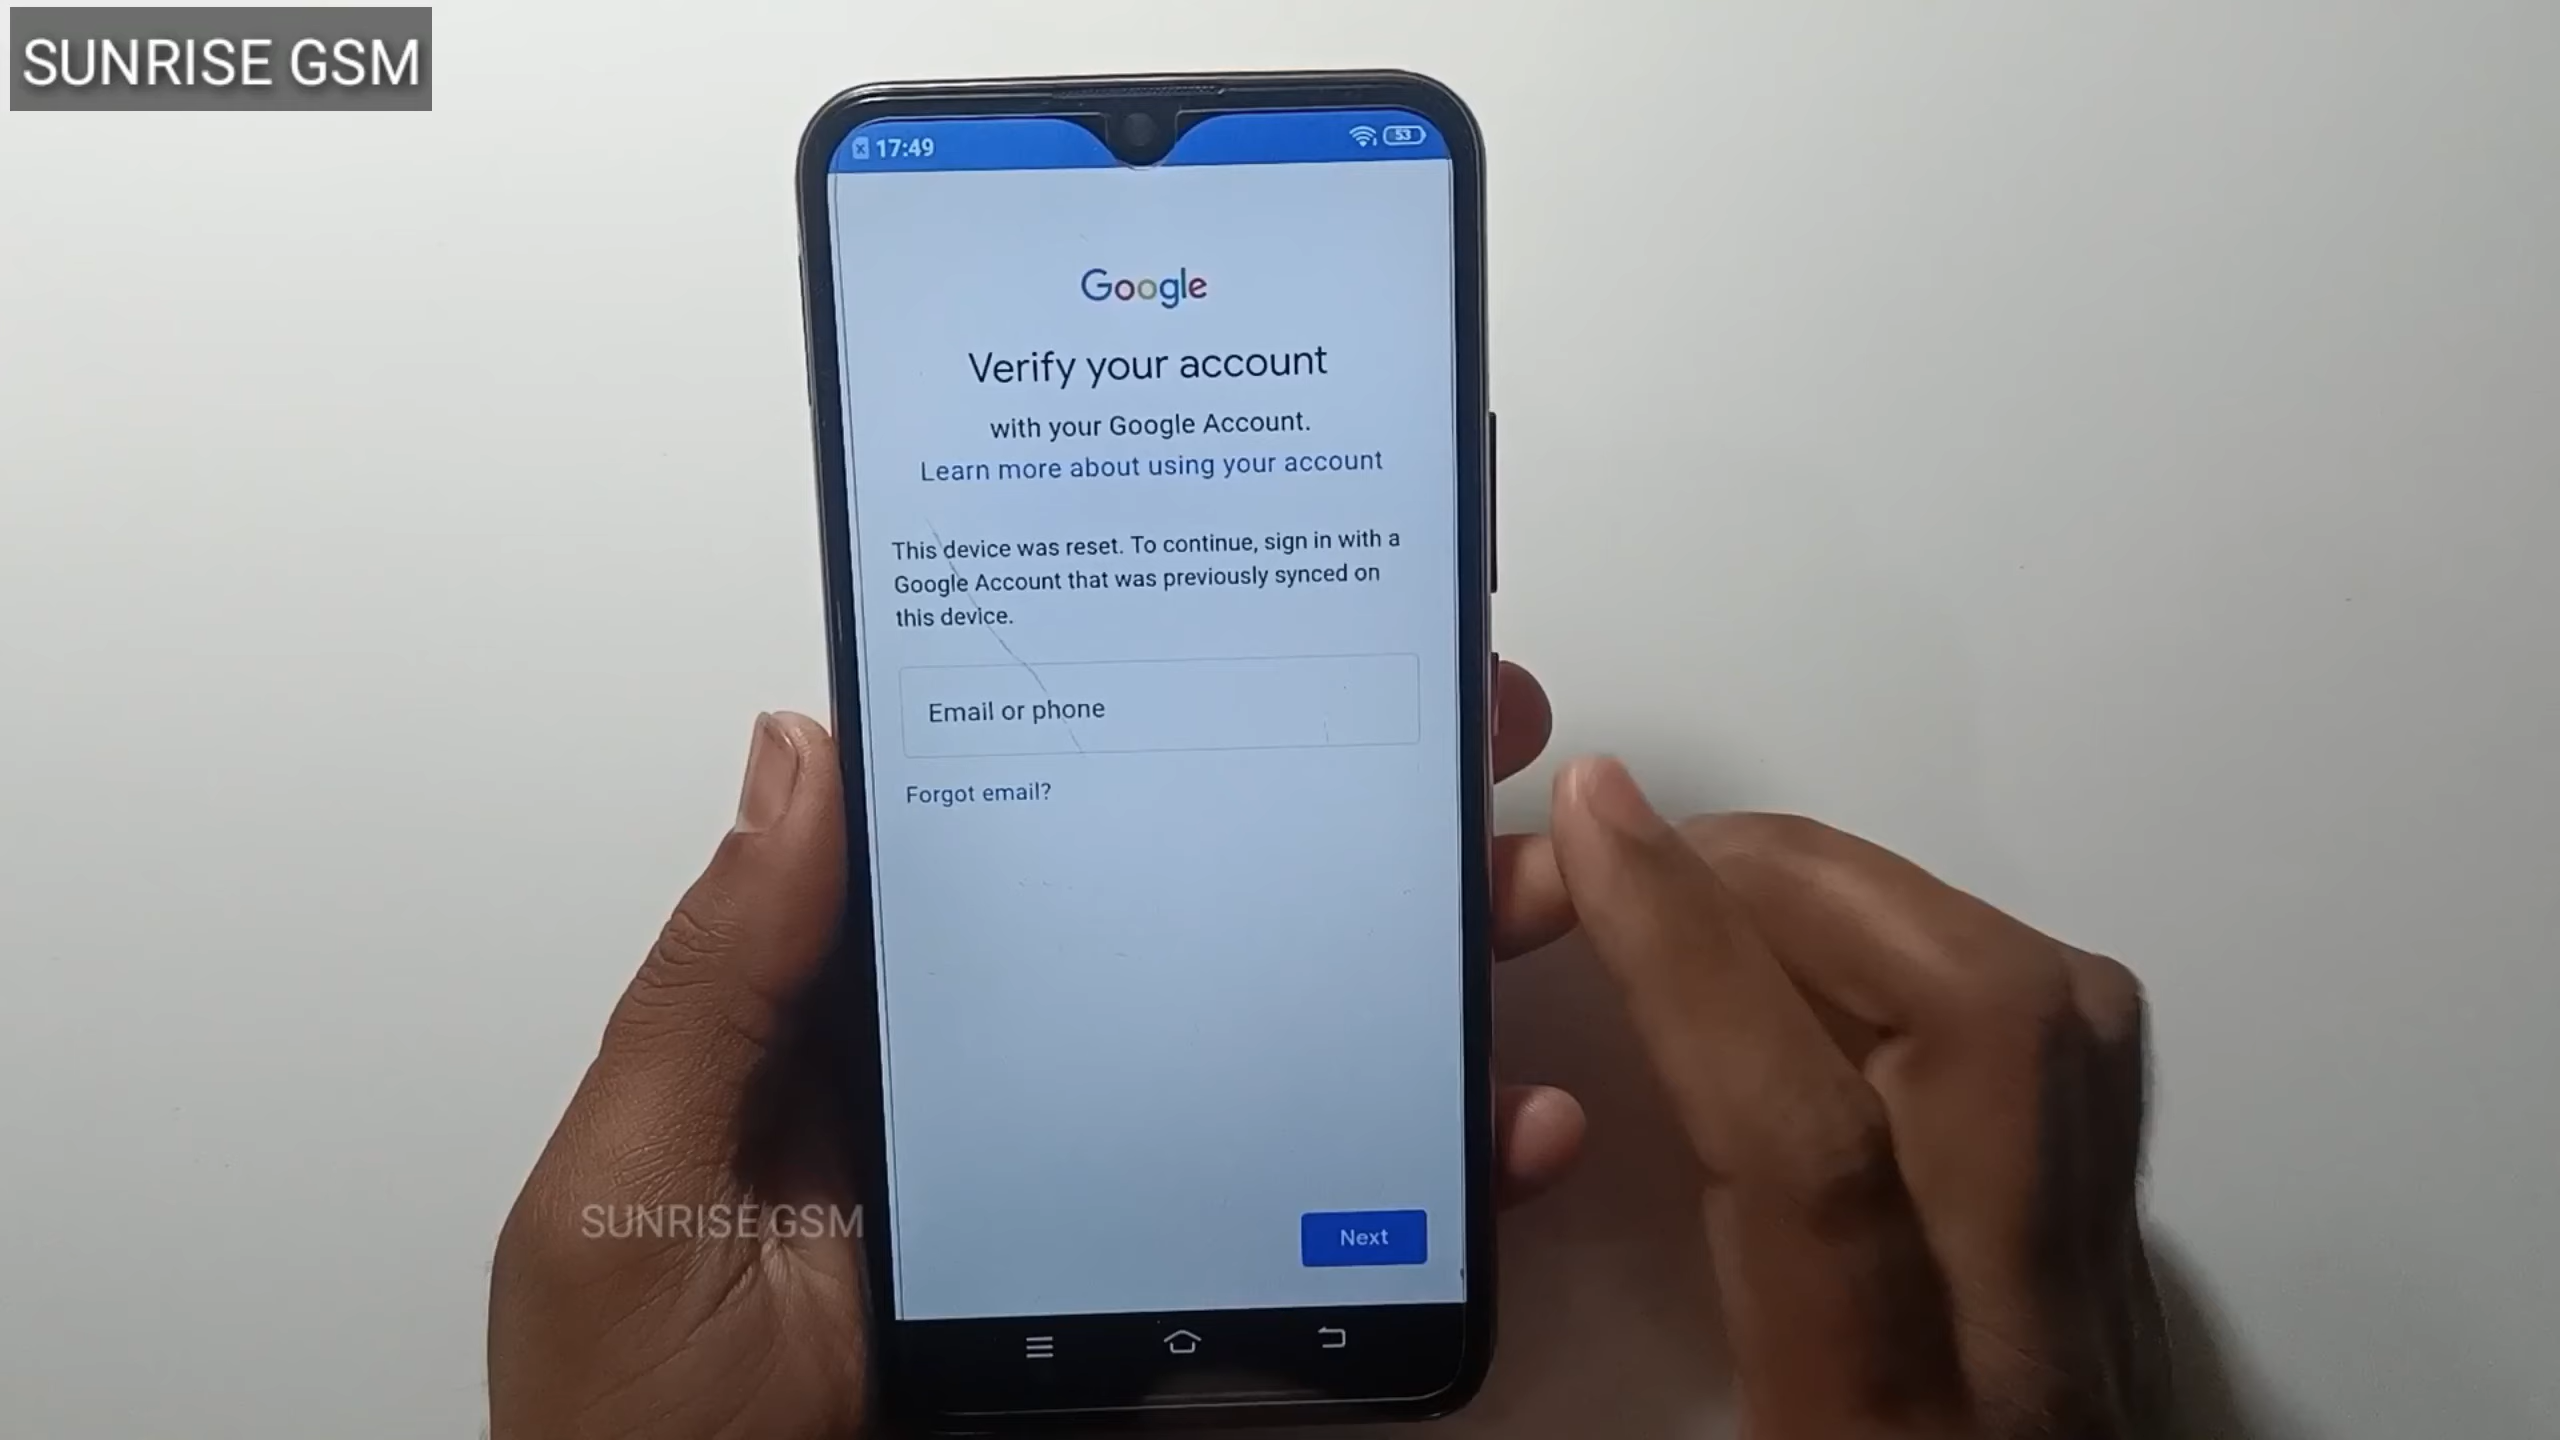 SUNRISE GSM
17:49
53
Google
Verify your account
with your Google Account.
Learn more about using your account
This device was reset. To continue, sign in with a
Google Account that was previously synced on
this device.
Email or phone
Forgot email?
SUNRISE GSM
Next